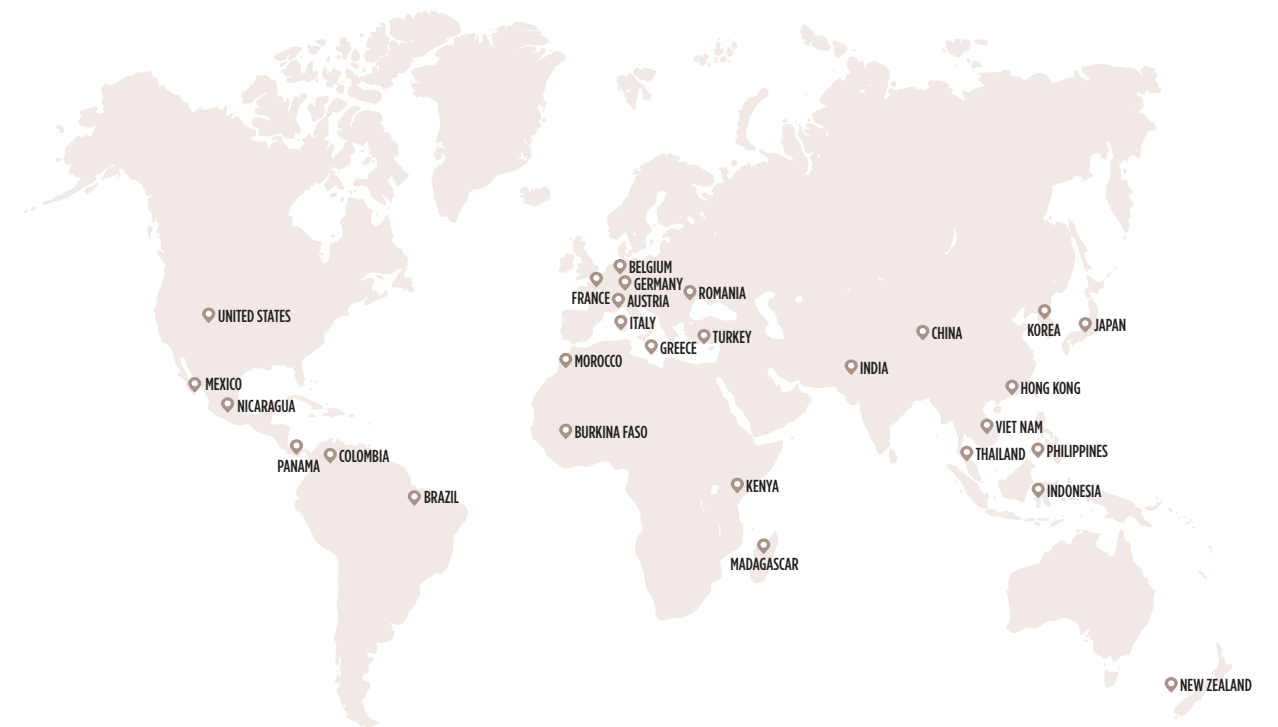 BELGIUM
GERMANY
FRANCE
AUSTRIA
ROMANIA
UNITED STATES
ITALY
TURKEY
GREECE
CHINA
KOREA
JAPAN
MOROCCO
INDIA
MEXICO
NICARAGUA
HONG KONG
BURKINA FASO
VIET NAM
PANAMA
COLOMBIA
THAILAND
PHILIPPINES
BRAZIL
KENYA
INDONESIA
MADAGASCAR
NEW ZEALAND